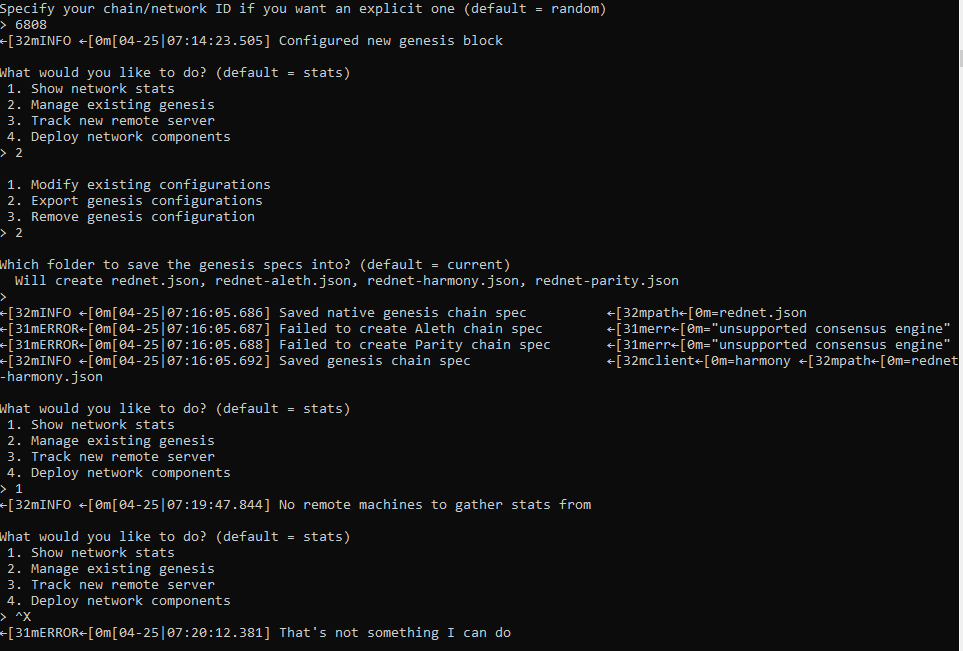 Specify your chain/network ID if you want an explicit one (default = random)
> 6808
←[32mINFO ←[0m[04-25|07:14:23.505] Configured new genesis block
What would you like to do? (default = stats)
1. Show network stats
2. Manage existing genesis
3. Track new remote server
4. Deploy network components
> 2
1. Modify existing configurations
2. Export genesis configurations
3. Remove genesis configuration
> 2
Which folder to save the genesis specs into? (default = current)
Will create rednet.json, rednet-aleth.json, rednet-harmony.json, rednet-parity.json
>
←[32mINFO ←[0m[04-25|07:16:05.686] Saved native genesis chain spec ←[32mpath←[0m=rednet.json
←[31mERROR←[0m[04-25|07:16:05.687] Failed to create Aleth chain spec ←[31merr←[0m="unsupported consensus engine"
←[31mERROR←[0m[04-25|07:16:05.688] Failed to create Parity chain spec ←[31merr←[0m="unsupported consensus engine"
←[32mINFO ←[0m[04-25|07:16:05.692] Saved genesis chain spec ←[32mclient←[0m=harmony ←[32mpath←[0m=rednet
-harmony.json
What would you like to do? (default = stats)
1. Show network stats
2. Manage existing genesis
3. Track new remote server
4. Deploy network components
> 1
←[32mINFO ←[0m[04-25|07:19:47.844] No remote machines to gather stats from
What would you like to do? (default = stats)
1. Show network stats
2. Manage existing genesis
3. Track new remote server
4. Deploy network components
> ^X
←[31mERROR←[0m[04-25|07:20:12.381] That's not something I can do